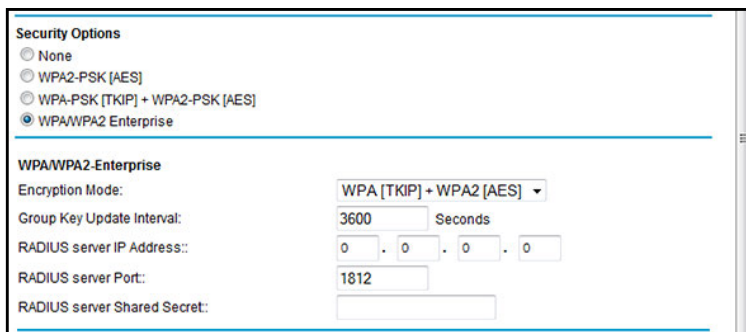 Security Options
None
WPA2-PSK [AES]
WPA-PSK [TKIP] + WPA2-PSK [AES]
WPA/WPA2 Enterprise
WPA/WPA2-Enterprise
Encryption Mode: WPA [TKIP] + WPA2 [AES]
Group Key Update Interval: 3600 Seconds
RADIUS server IP Address:: 0 . 0 . 0 . 0
RADIUS server Port:: 1812
RADIUS server Shared Secret::